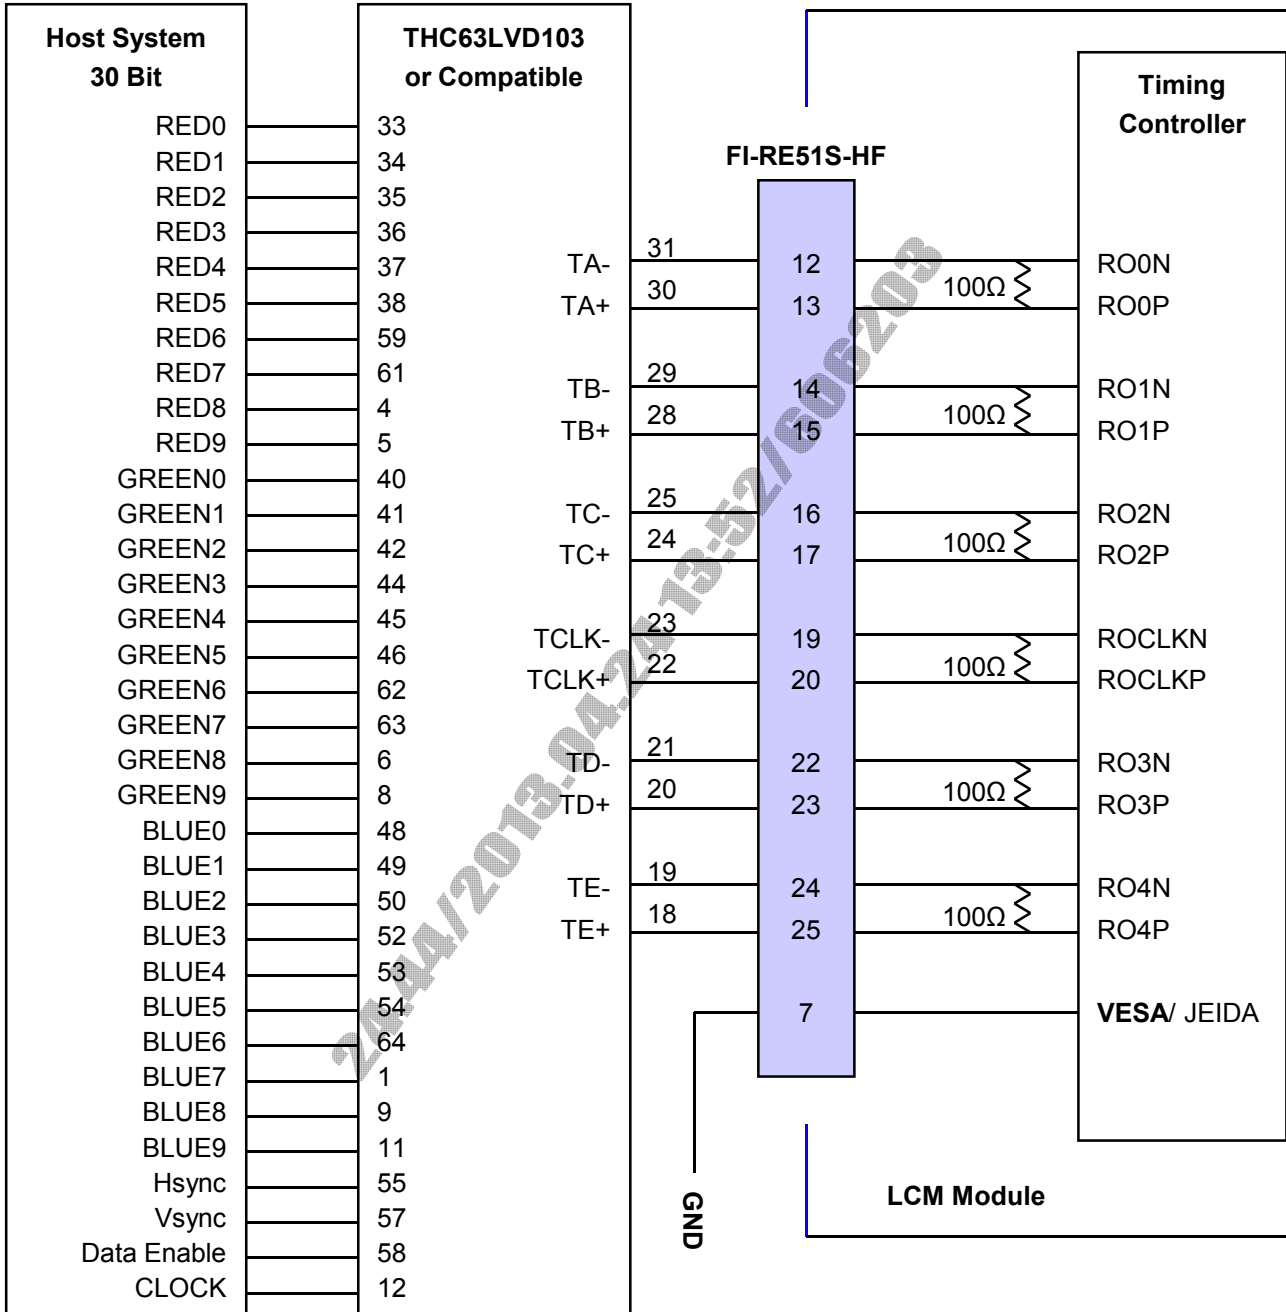 Host System
30 Bit
RED0
RED1
RED2
RED3
RED4
RED5
RED6
RED7
RED8
RED9
GREEN0
GREEN1
GREEN2
GREEN3
GREEN4
GREEN5
GREEN6
GREEN7
GREEN8
GREEN9
BLUE0
BLUE1
BLUE2
BLUE3
BLUE4
BLUE5
BLUE6
BLUE7
BLUE8
BLUE9
Hsync
Vsync
Data Enable
CLOCK
THC63LVD103
or Compatible
33
34
35
36
37
38
59
61
4
5
40
41
42
44
45
46
62
63
6
8
48
49
50
52
53
54
64
1
9
11
55
57
58
12
TA-
TA+
TB-
TB+
TC-
TC+
TCLK-
TCLK+
TD-
TD+
TE-
TE+
31
30
29
28
25
24
23
22
21
20
19
18
GND
FI-RE51S-HF
12
13
14
15
16
17
19
20
22
23
24
25
7
100Ω
100Ω
100Ω
100Ω
100Ω
100Ω
Timing
Controller
RO0N
RO0P
RO1N
RO1P
RO2N
RO2P
ROCLKN
ROCLKP
RO3N
RO3P
RO4N
RO4P
VESA/ JEIDA
LCM Module